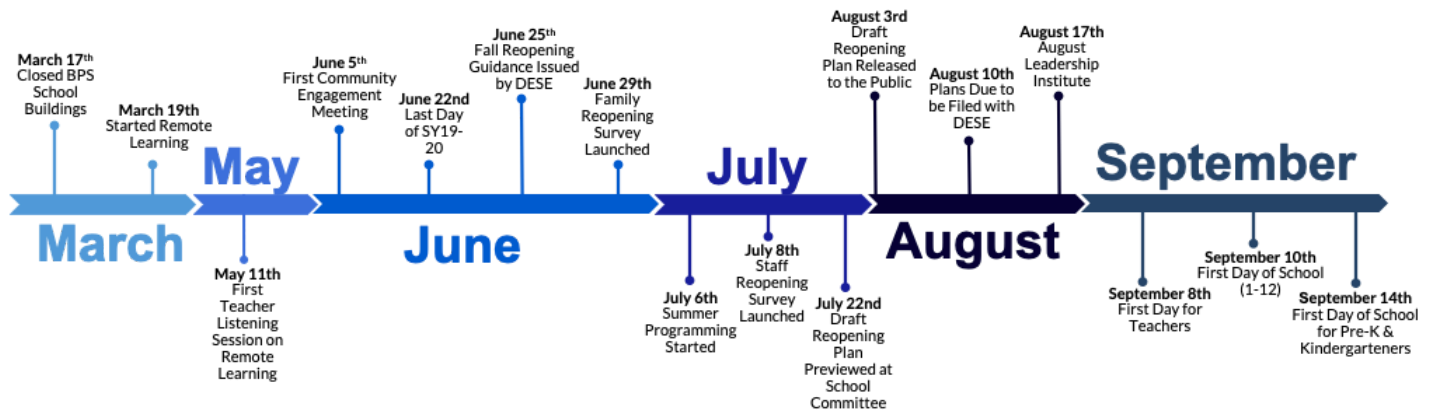 March 17th
Closed BPS
School
Buildings
March 19th
Started Remote
Learning
March
May
May 11th
First
Teacher
Listening
Session on
Remote
Learning
June 5th
First Community
Engagement
Meeting
June 22nd
Last Day
of SY19-
20
June 25th
Fall Reopening
Guidance Issued
by DESE
June 29th
Family
Reopening
Survey
Launched
June
July
July 6th
Summer
Programming
Started
July 8th
Staff
Reopening
Survey
Launched
July 22nd
Draft
Reopening
Plan
Previewed at
School
Committee
August 3rd
Draft
Reopening
Plan Released
to the Public
August 10th
Plans Due to
be Filed with
DESE
August 17th
August
Leadership
Institute
August
September
September 8th
First Day for
Teachers
September 10th
First Day of School
(1-12)
September 14th
First Day of School
for Pre-K &
Kindergarteners